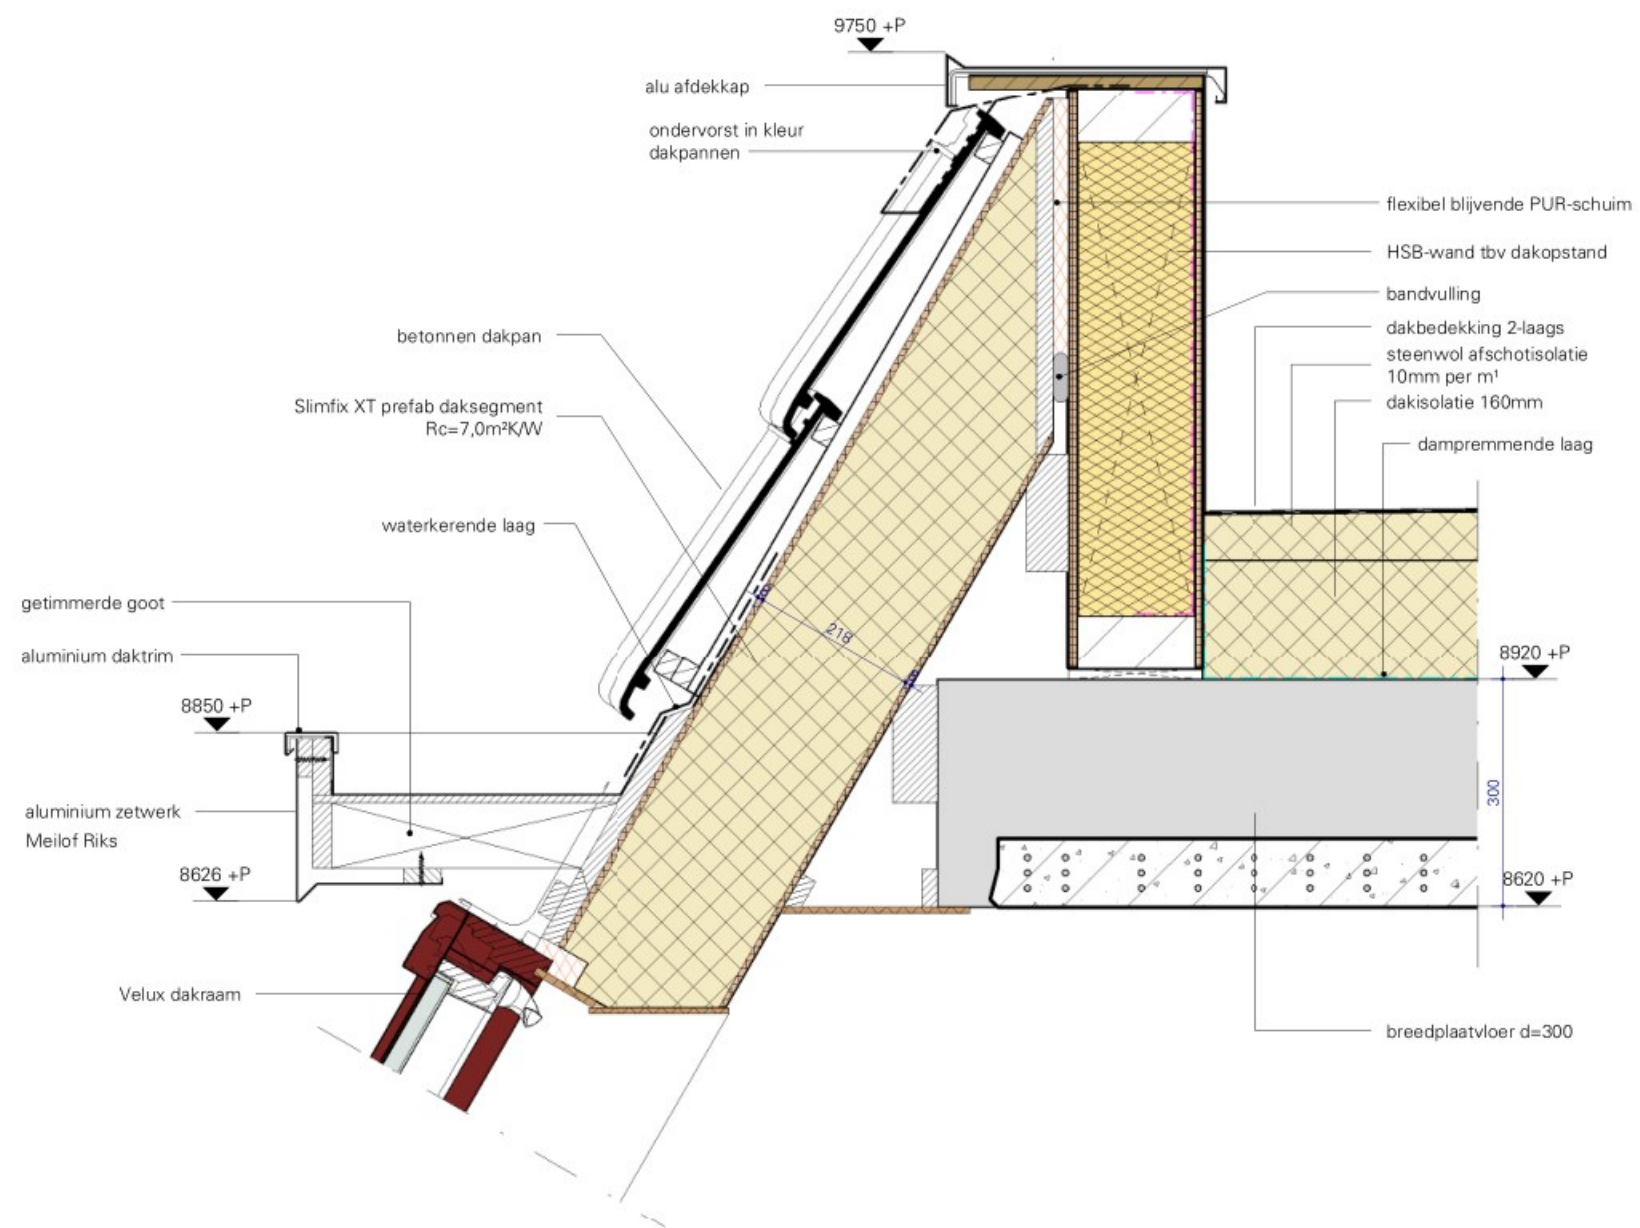 9750 +P
alu afdekkap
ondervorst in kleur
dakpannen
flexibel blijvende PUR-schuim
HSB-wand tbv dakopstand
bandvulling
dakbedekking 2-laags
steenwol afschotisolatie
10mm per m¹
dakisolatie 160mm
dampremmende laag
betonnen dakpan
Slimfix XT prefab daksegment
Rc=7,0m²K/W
waterkerende laag
getimmerde goot
aluminium daktrim
8850 +P
aluminium zetwerk
Meilof Riks
8626 +P
Velux dakraam
8
218
8
8920 +P
300
8620 +P
breedplaatvloer d=300